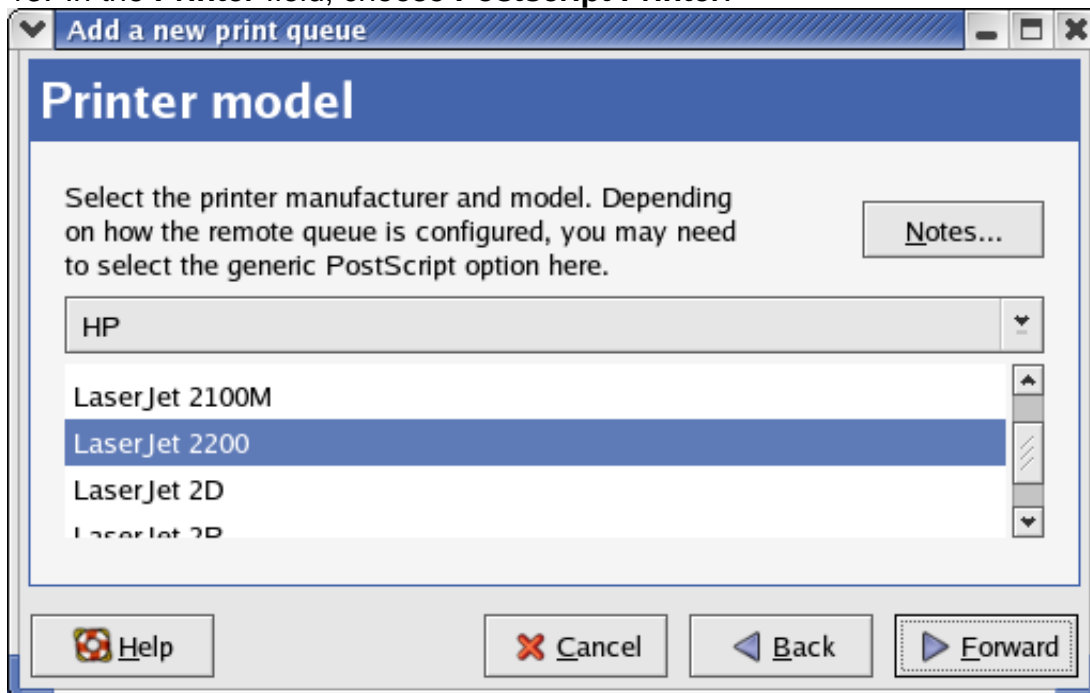 Add a new print queue
Printer model
Select the printer manufacturer and model. Depending
on how the remote queue is configured, you may need
to select the generic PostScript option here.
Notes...
HP
LaserJet 2100M
LaserJet 2200
LaserJet 2D
Help
Cancel
Back
Forward